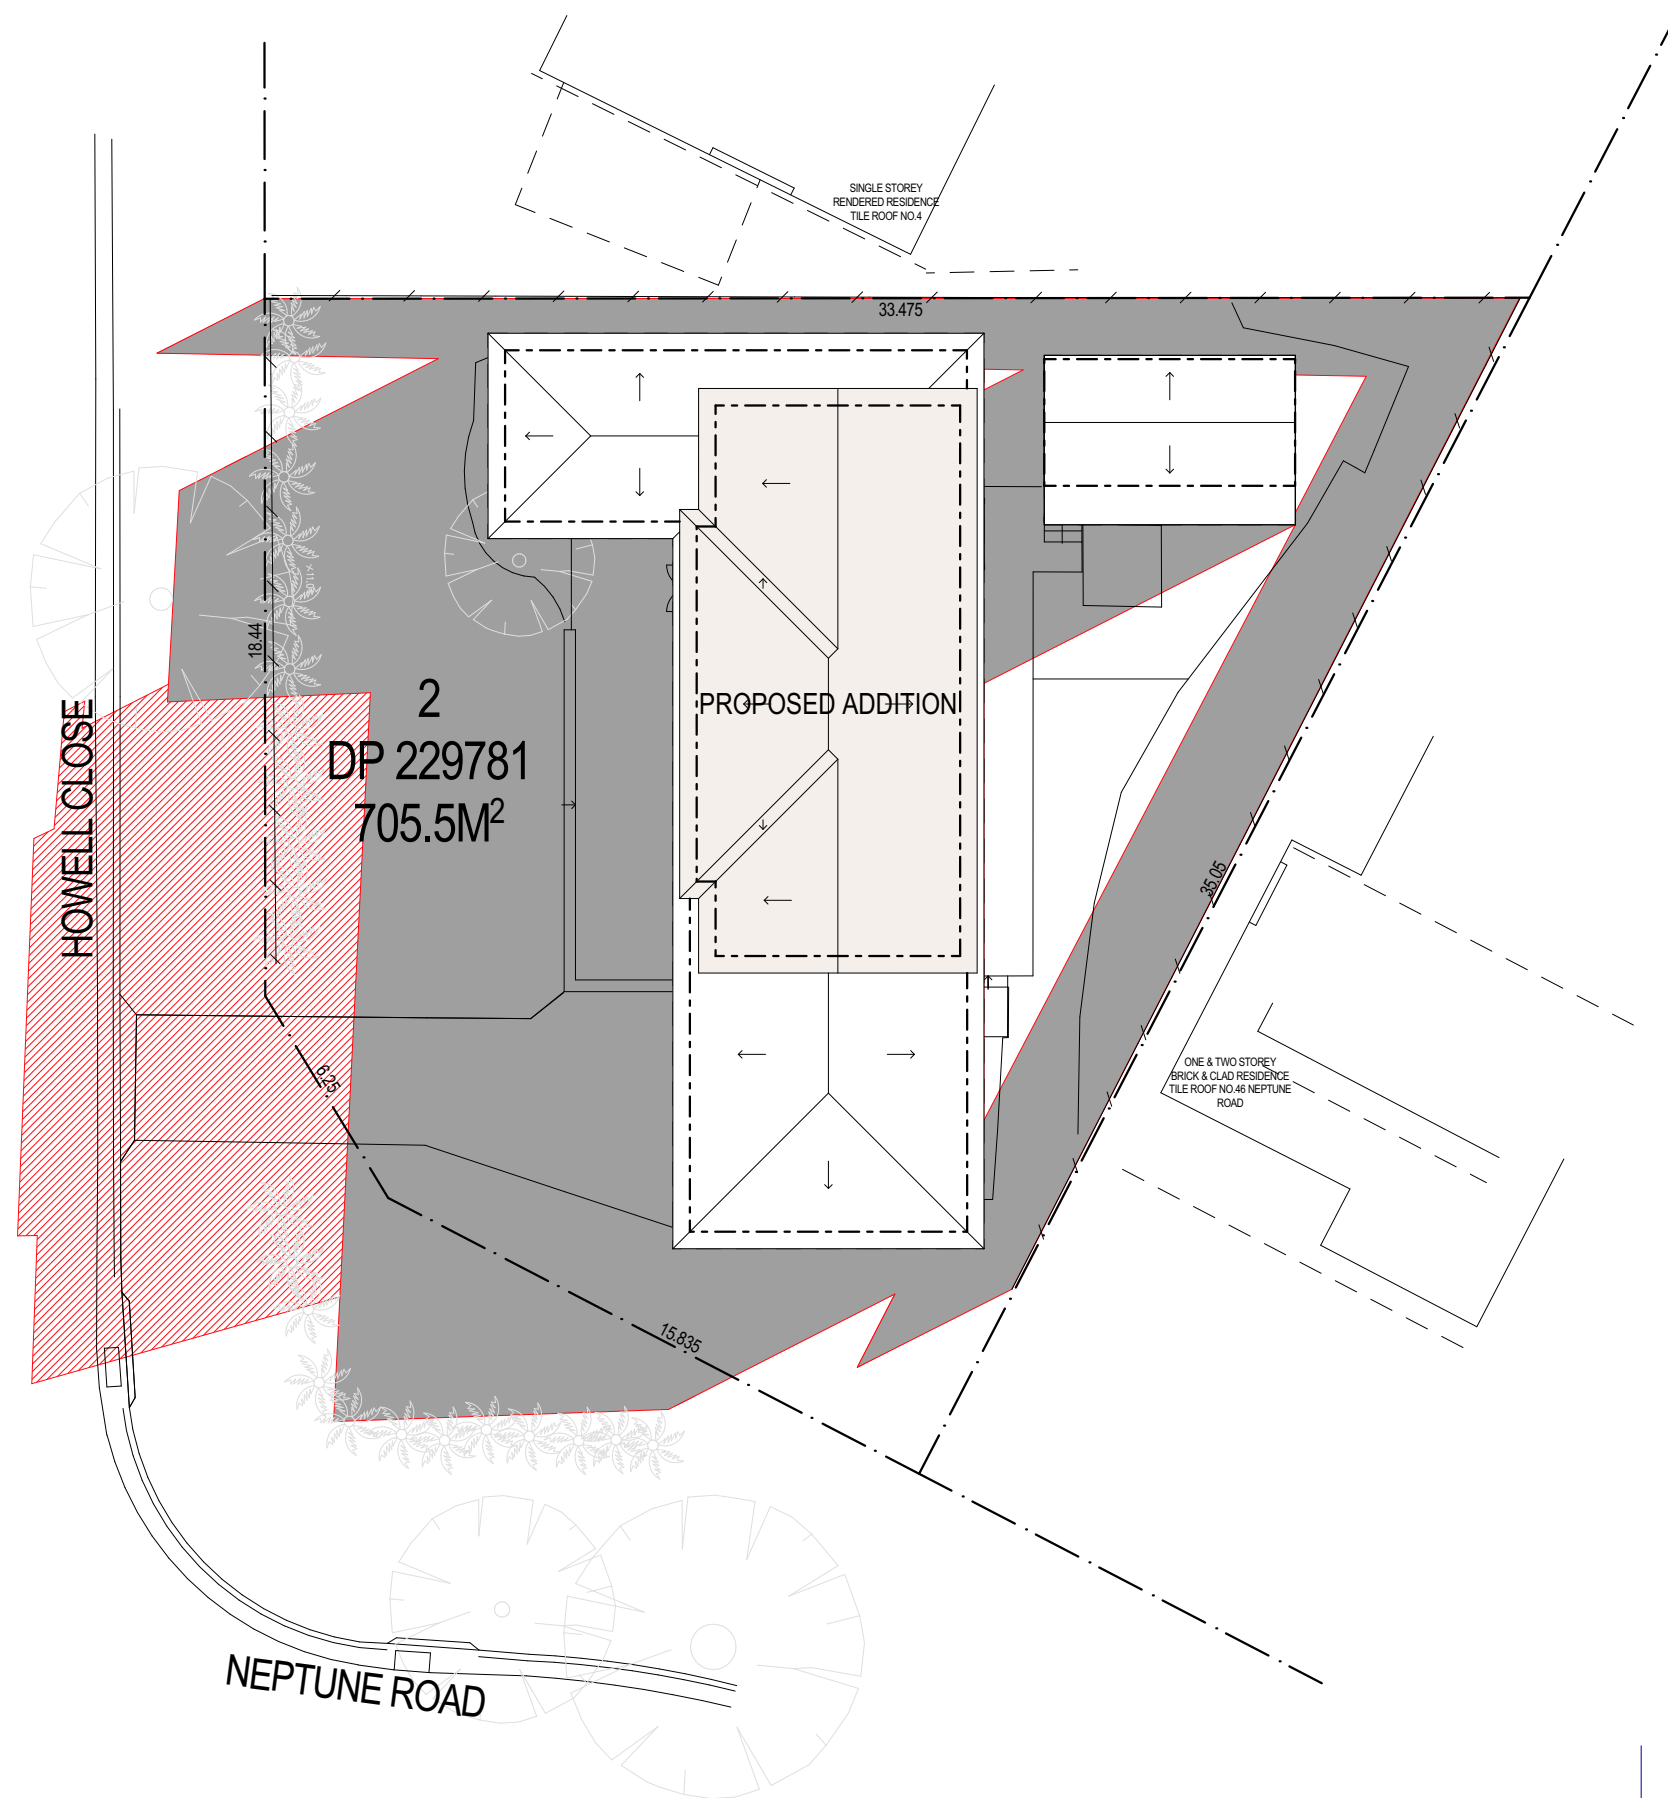 SINGLE STOREY
RENDERED RESIDENCE
TILE ROOF NO.4
33.475
18.44
2
DP 229781
705.5M²
PROPOSED ADDITION
HOWELL CLOSE
35.05
6.25
ONE & TWO STOREY
BRICK & CLAD RESIDENCE
TILE ROOF NO.46 NEPTUNE
ROAD
15.835
NEPTUNE ROAD